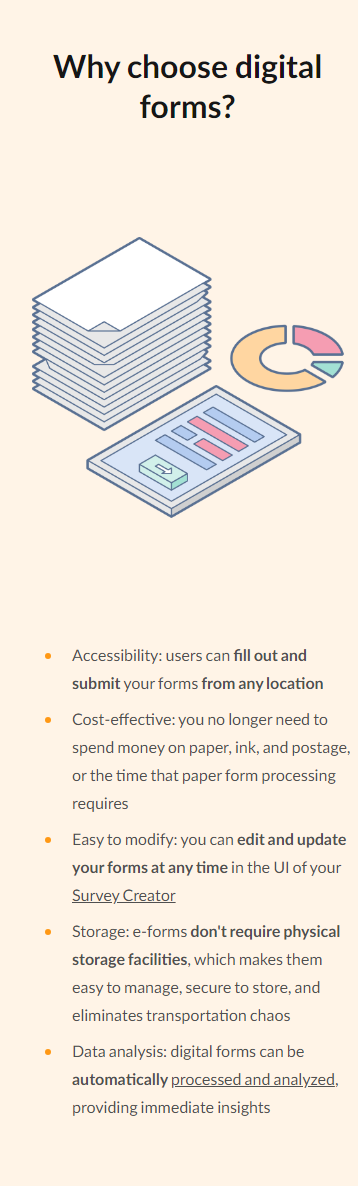 Why choose digital
forms?
Accessibility: users can fill out and
submit your forms from any location
Cost-effective: you no longer need to
spend money on paper, ink, and postage,
or the time that paper form processing
requires
Easy to modify: you can edit and update
your forms at any time in the UI of your
Survey Creator
Storage: e-forms don't require physical
storage facilities, which makes them
easy to manage, secure to store, and
eliminates transportation chaos
Data analysis: digital forms can be
automatically processed and analyzed,
providing immediate insights